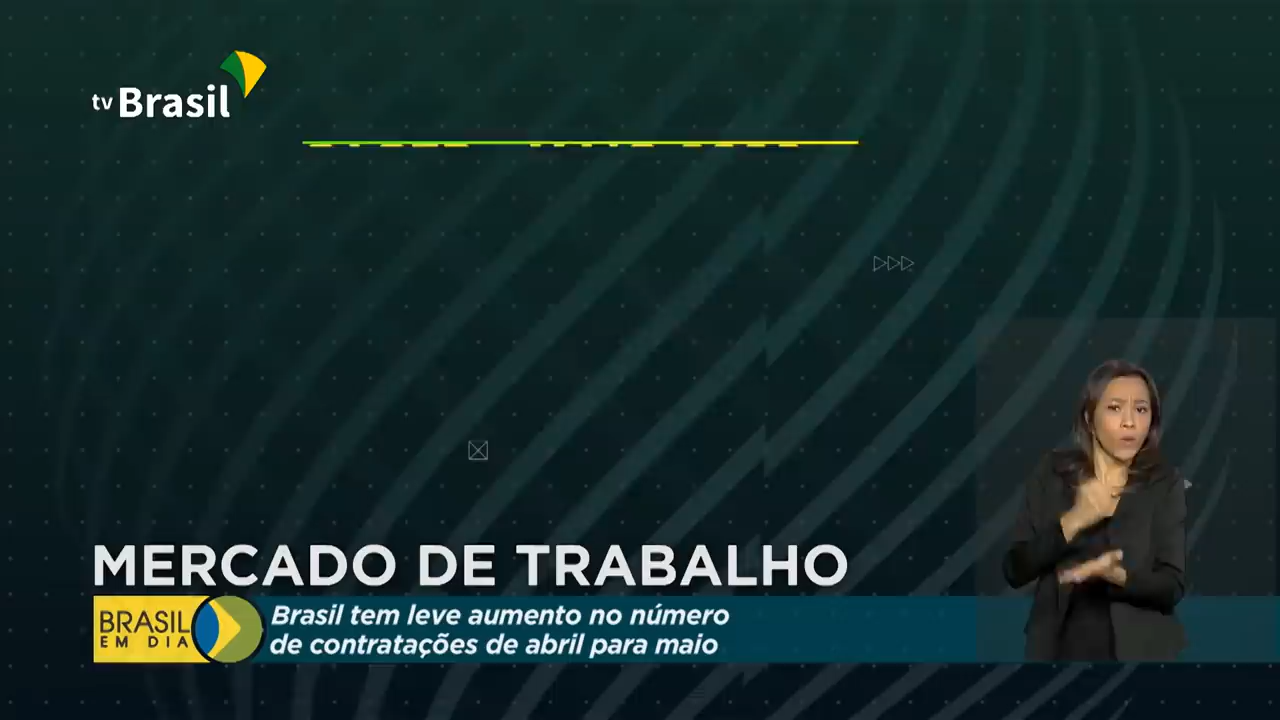 tv Brasil
MERCADO DE TRABALHO
BRASIL
EM DIA
Brasil tem leve aumento no número
de contratações de abril para maio